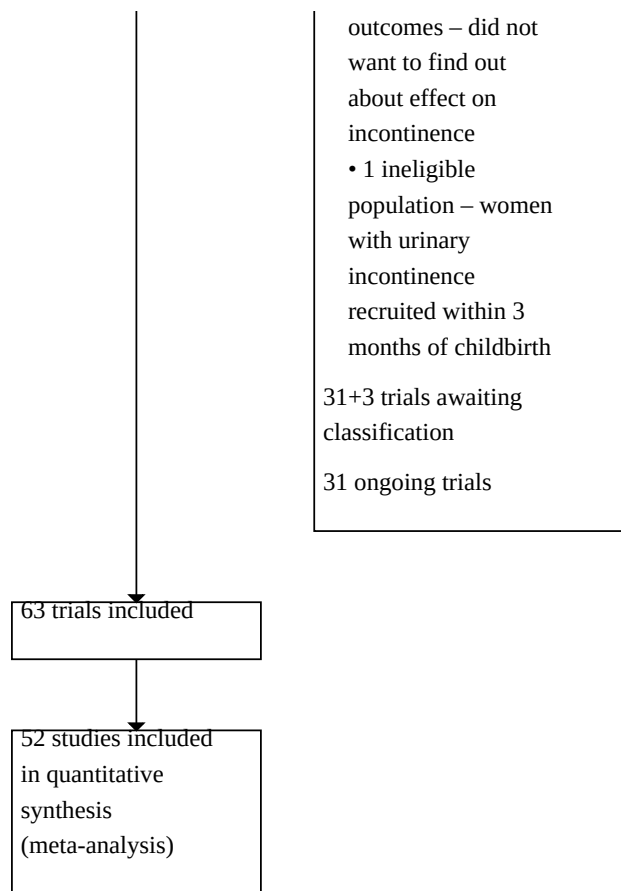 outcomes – did not
want to find out
about effect on
incontinence
• 1 ineligible
population – women
with urinary
incontinence
recruited within 3
months of childbirth
31+3 trials awaiting
classification
31 ongoing trials
63 trials included
52 studies included
in quantitative
synthesis
(meta-analysis)